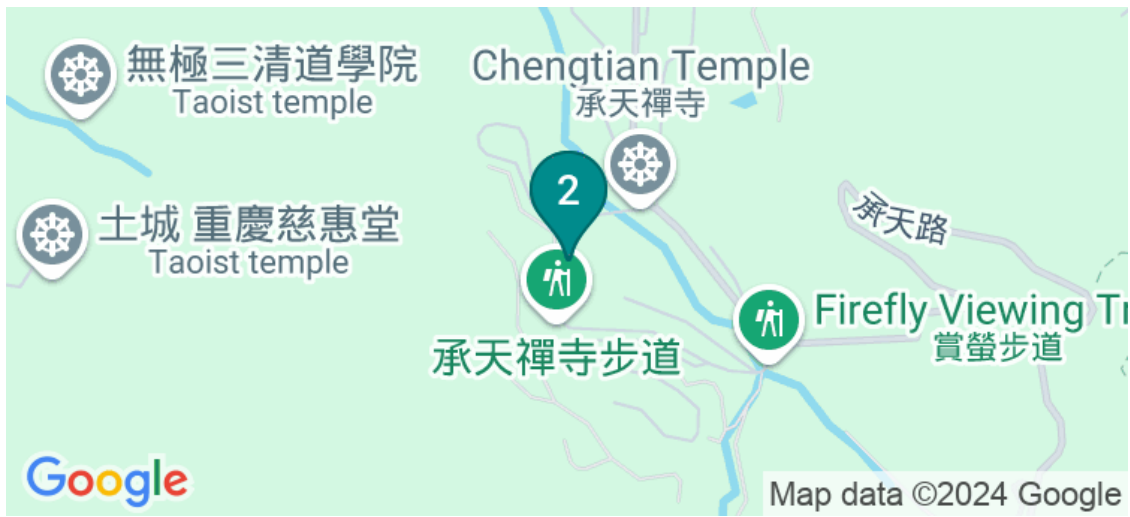 無極三清道學院
Taoist temple
Chengtian Temple
承天禪寺
2
士城 重慶慈惠堂
Taoist temple
承天路
承天禪寺步道
Firefly Viewing Tr
賞螢步道
Google
Map data ©2024 Google